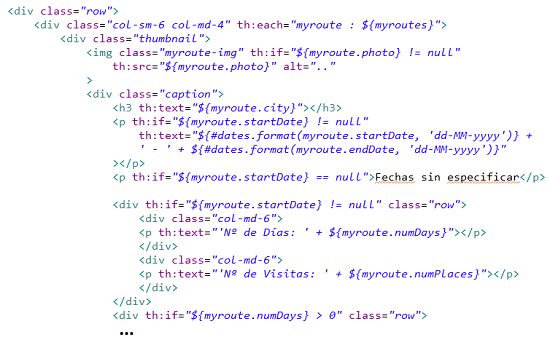 <div class="row">
<div class="col-sm-6 col-md-4" th:each="myroute : ${myroutes}">
<div class="thumbnail">
<img class="myroute-img" th:if="${myroute.photo} != null"
th:src="${myroute.photo}" alt=".."
>
<div class="caption">
<h3 th:text="${myroute.city}"></h3>
<p th:if="${myroute.startDate} != null"
th:text="${#dates.format(myroute.startDate, 'dd-MM-yyyy')} +
' - ' + ${#dates.format(myroute.endDate, 'dd-MM-yyyy')}"
></p>
<p th:if="${myroute.startDate} == null">Fechas sin especificar</p>
<div th:if="${myroute.startDate} != null" class="row">
<div class="col-md-6">
<p th:text="'Nº de Días: ' + ${myroute.numDays}"></p>
</div>
<div class="col-md-6">
<p th:text="'Nº de Visitas: ' + ${myroute.numPlaces}"></p>
</div>
</div>
<div th:if="${myroute.numDays} > 0" class="row">
...